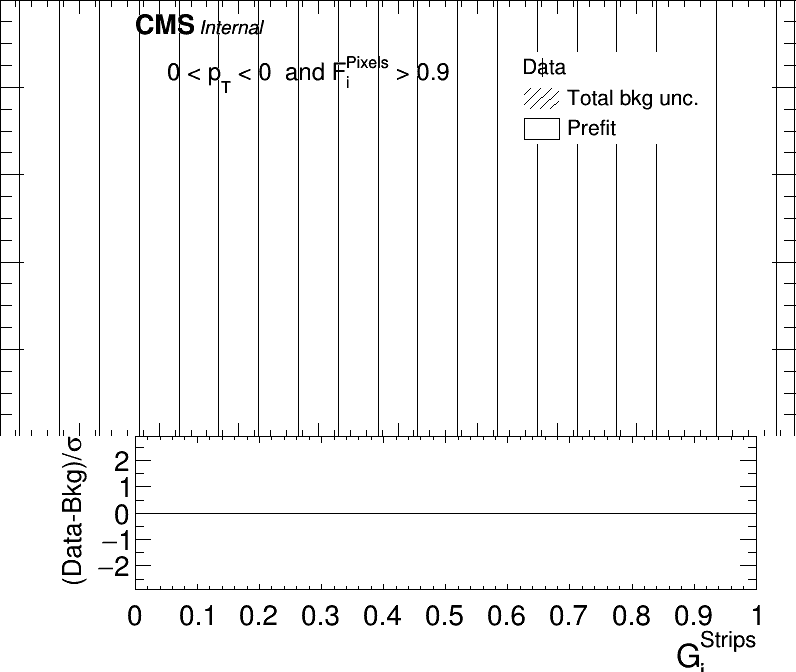 CMS Internal
0 < p_T < 0 and F_i^Pixels > 0.9
Data
Total bkg unc.
Prefit
(Data-Bkg)/σ
2
1
0
−1
−2
0 0.1 0.2 0.3 0.4 0.5 0.6 0.7 0.8 0.9 1
G_i^Strips